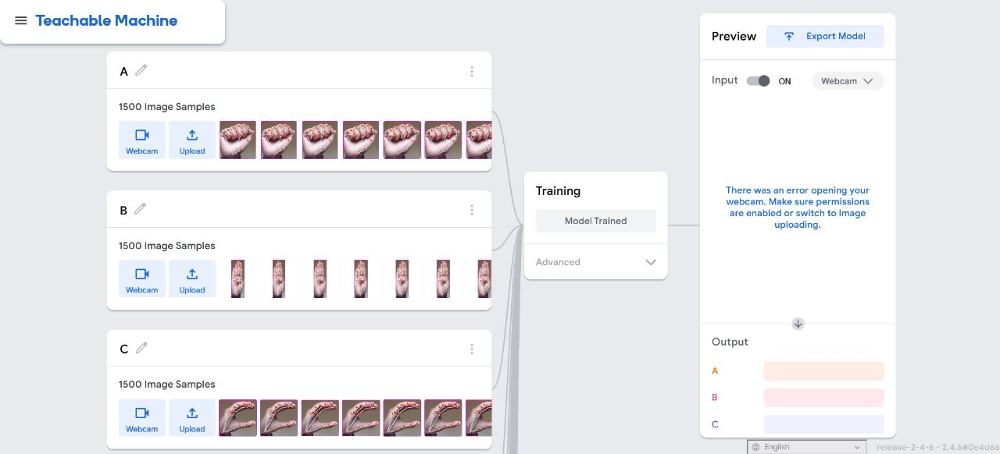 Teachable Machine
A
1500 Image Samples
Webcam
Upload
B
1500 Image Samples
Webcam
Upload
C
1500 Image Samples
Webcam
Upload
Training
Model Trained
Advanced
Preview
Export Model
Input
ON
Webcam
There was an error opening your
webcam. Make sure permissions
are enabled or switch to image
uploading.
Output
A
B
C
English
release-2-4-6 - 2.4.6#0e4d6a